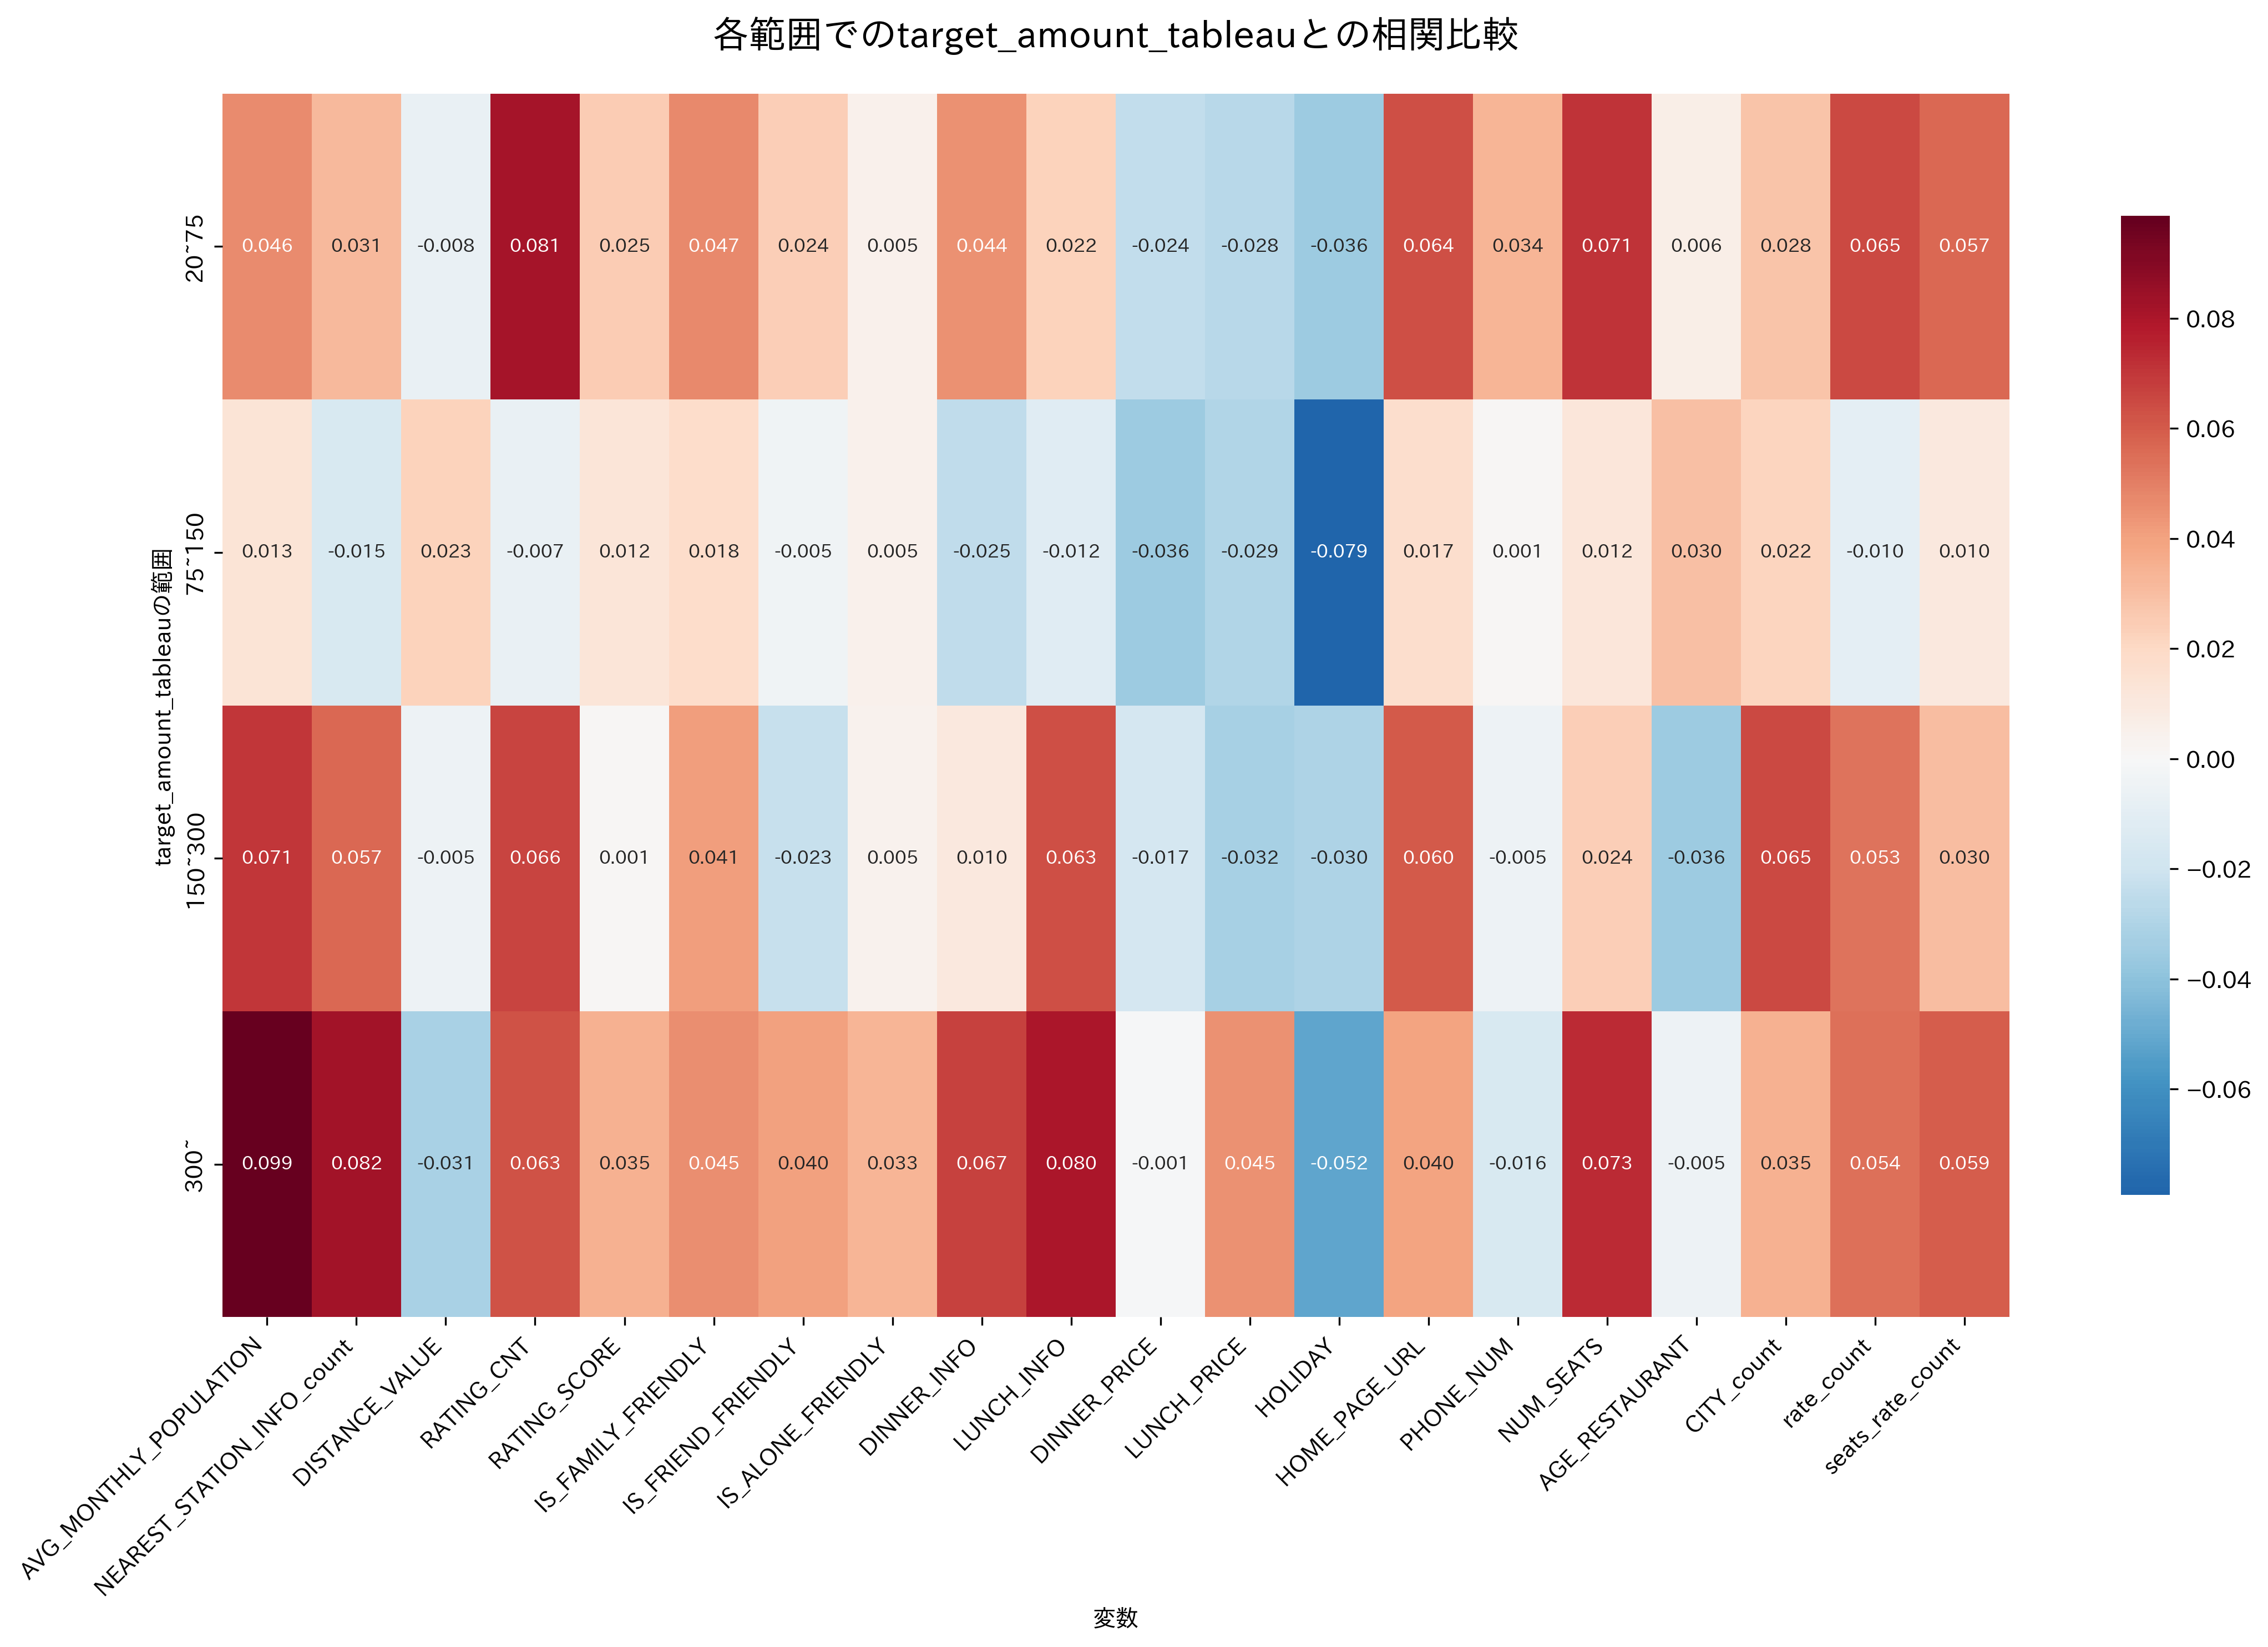 各範囲でのtarget_amount_tableauとの相関比較
target_amount_tableauの範囲
20~75
0.046 0.031 -0.008 0.081 0.025 0.047 0.024 0.005 0.044 0.022 -0.024 -0.028 -0.036 0.064 0.034 0.071 0.006 0.028 0.065 0.057
75~150
0.013 -0.015 0.023 -0.007 0.012 0.018 -0.005 0.005 -0.025 -0.012 -0.036 -0.029 -0.079 0.017 0.001 0.012 0.030 0.022 -0.010 0.010
150~300
0.071 0.057 -0.005 0.066 0.001 0.041 -0.023 0.005 0.010 0.063 -0.017 -0.032 -0.030 0.060 -0.005 0.024 -0.036 0.065 0.053 0.030
300~
0.099 0.082 -0.031 0.063 0.035 0.045 0.040 0.033 0.067 0.080 -0.001 0.045 -0.052 0.040 -0.016 0.073 -0.005 0.035 0.054 0.059
AVG_MONTHLY_POPULATION
NEAREST_STATION_INFO_count
DISTANCE_VALUE
RATING_CNT
RATING_SCORE
IS_FAMILY_FRIENDLY
IS_FRIEND_FRIENDLY
IS_ALONE_FRIENDLY
DINNER_INFO
LUNCH_INFO
DINNER_PRICE
LUNCH_PRICE
HOLIDAY
HOME_PAGE_URL
PHONE_NUM
NUM_SEATS
AGE_RESTAURANT
CITY_count
rate_count
seats_rate_count
変数
0.08
0.06
0.04
0.02
0.00
−0.02
−0.04
−0.06